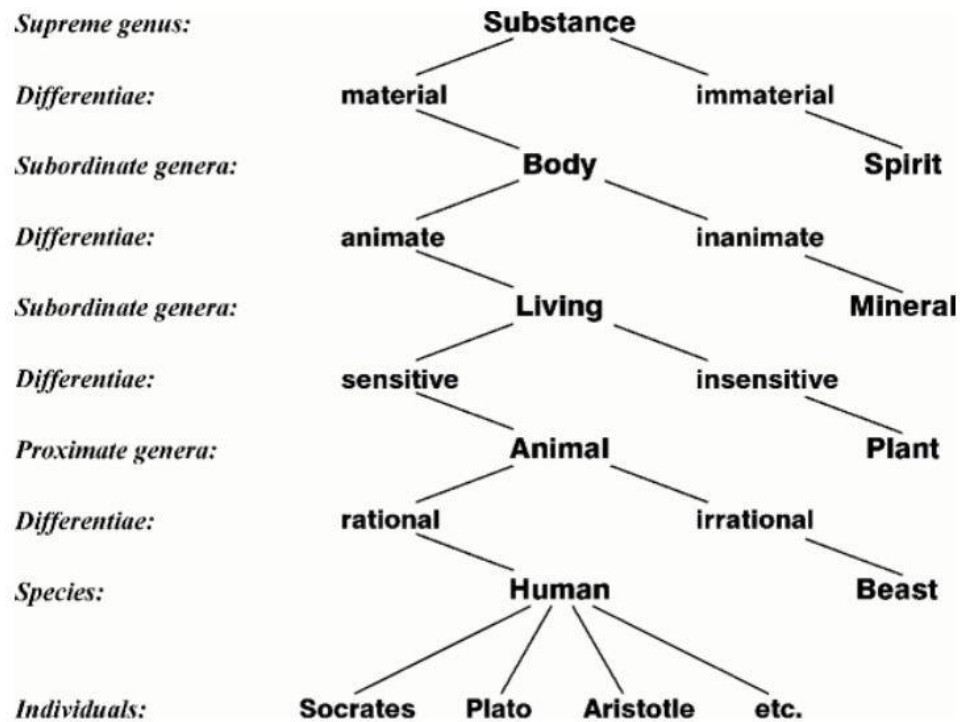 Supreme genus: Substance
Differentiae: material immaterial
Subordinate genera: Body Spirit
Differentiae: animate inanimate
Subordinate genera: Living Mineral
Differentiae: sensitive insensitive
Proximate genera: Animal Plant
Differentiae: rational irrational
Species: Human Beast
Individuals: Socrates Plato Aristotle etc.